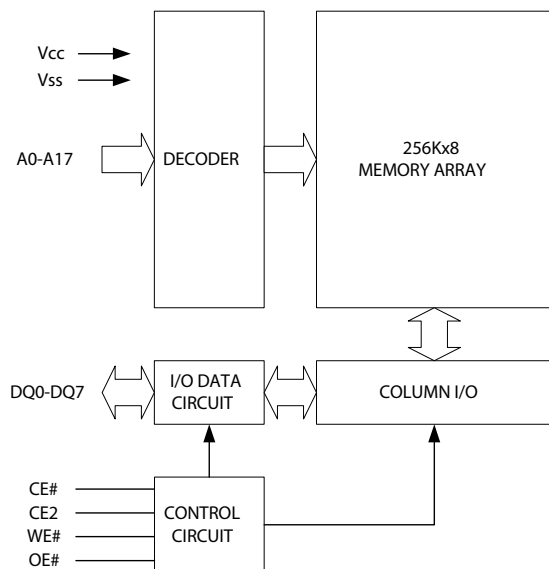 Vcc
Vss
A0-A17
DECODER
256Kx8
MEMORY ARRAY
DQ0-DQ7
I/O DATA
CIRCUIT
COLUMN I/O
CE#
CE2
WE#
OE#
CONTROL
CIRCUIT